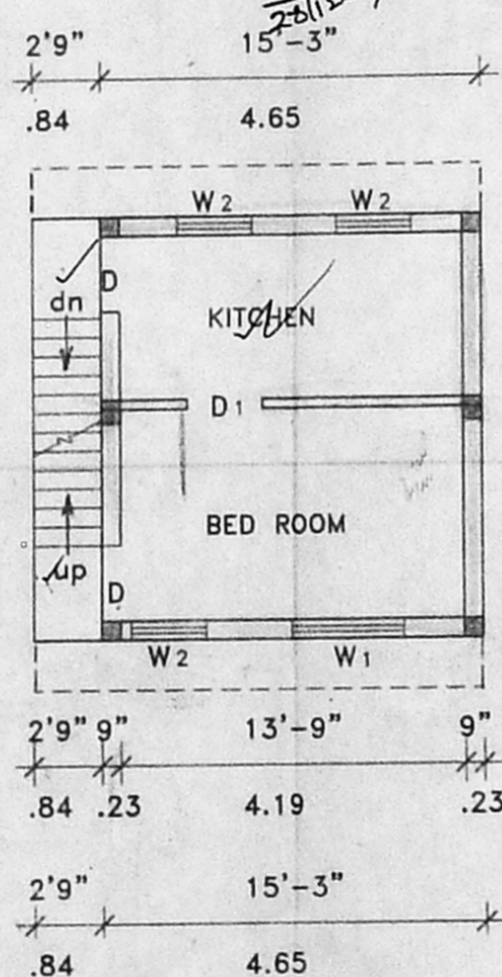 2'9" 15'-3"
.84 4.65
W2 W2
D
dn
KITCHEN
D1
BED ROOM
up
D
W2 W1
2'9" 9" 13'-9" 9"
.84 .23 4.19 .23
2'9" 15'-3"
.84 4.65